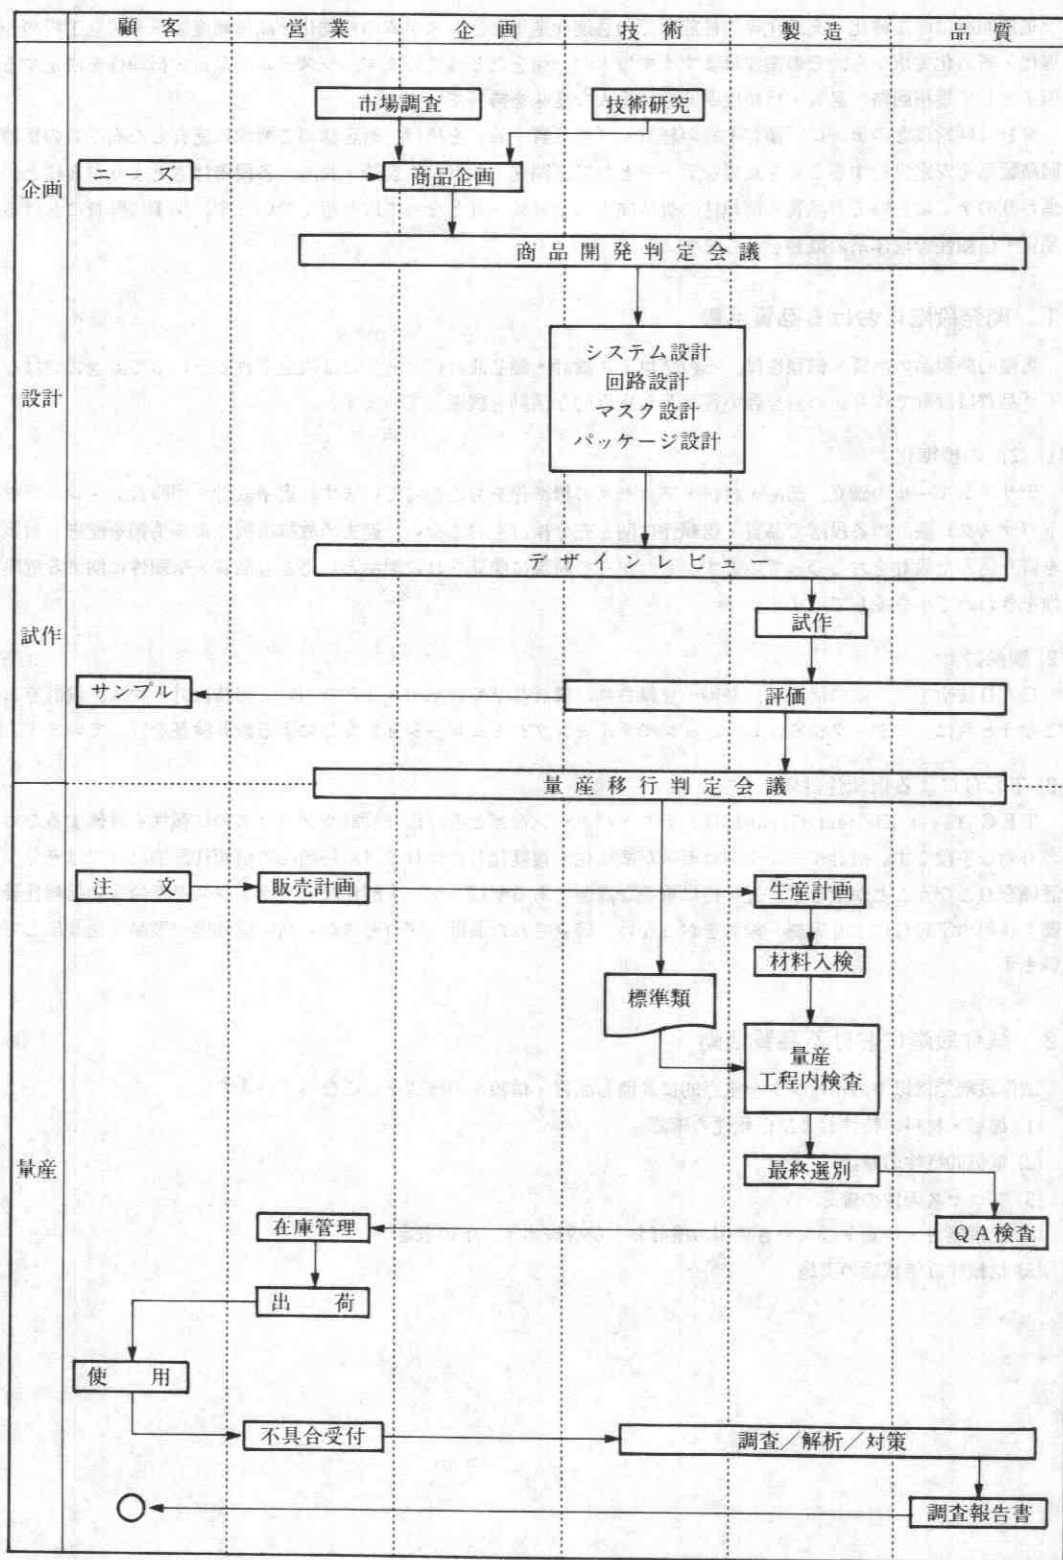 顧客 営業 企画 技術 製造 品質
市場調査 技術研究
企画
ニーズ 商品企画
商品開発判定会議
システム設計
回路設計
設計
マスク設計
パッケージ設計
デザインレビュー
試作
試作
サンプル 評価
量産移行判定会議
注文 販売計画 生産計画
材料入検
標準類
量産
工程内検査
量産
最終選別
在庫管理 QA検査
出荷
使用
不具合受付 調査/解析/対策
調査報告書